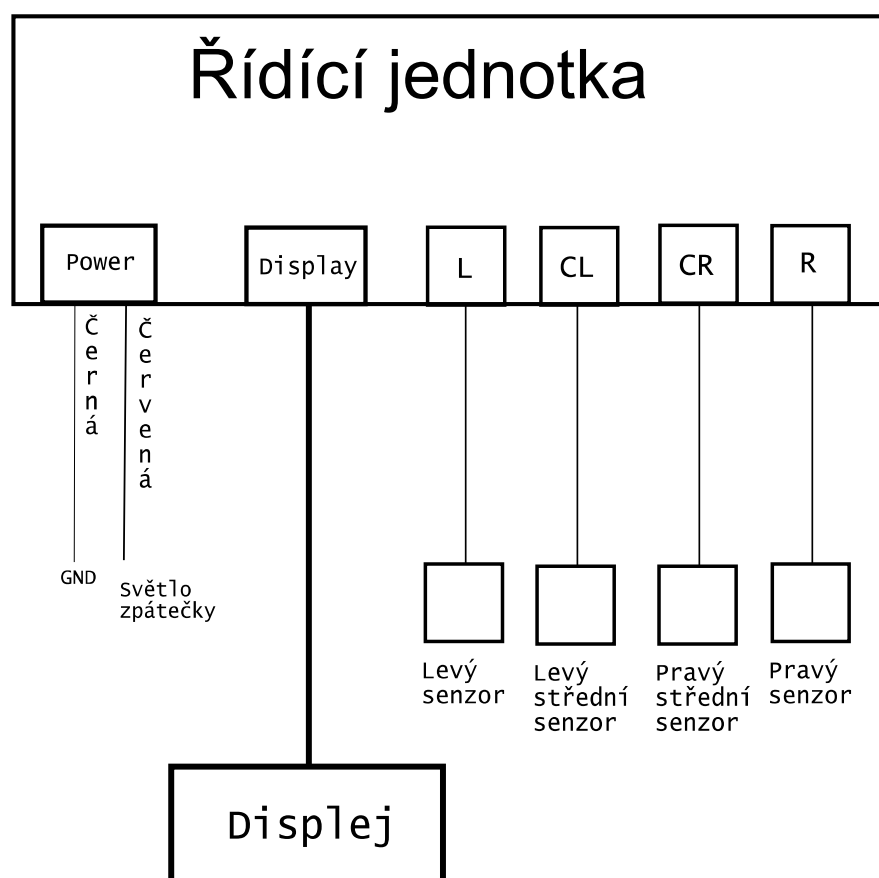 Řídící jednotka
Power
Display
L
CL
CR
R
Černá
Červená
GND
Světlo
zpátečky
Levý
senzor
Levý
střední
senzor
Pravý
střední
senzor
Pravý
senzor
Displej